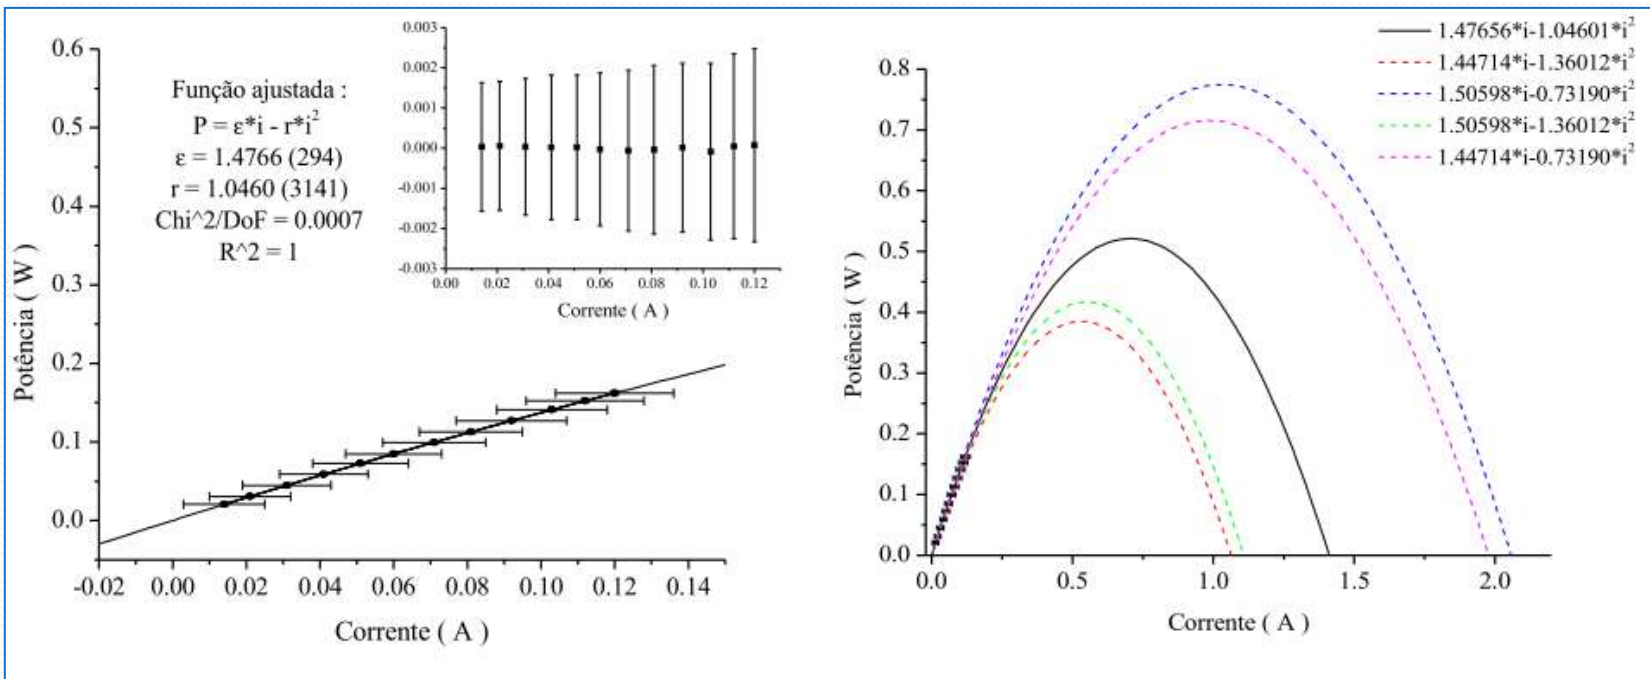 Função ajustada :
P = ε*i - r*i²
ε = 1.4766 (294)
r = 1.0460 (3141)
Chi^2/DoF = 0.0007
R^2 = 1
0.6
0.5
0.4
0.3
0.2
0.1
0.0
Potência ( W )
-0.02 0.00 0.02 0.04 0.06 0.08 0.10 0.12 0.14
Corrente ( A )
0.003
0.002
0.001
0.000
-0.001
-0.002
-0.003
0.00 0.02 0.04 0.06 0.08 0.10 0.12
Corrente ( A )
1.47656*i-1.04601*i²
1.44714*i-1.36012*i²
1.50598*i-0.73190*i²
1.50598*i-1.36012*i²
1.44714*i-0.73190*i²
0.8
0.7
0.8
0.5
0.4
0.3
0.2
0.1
0.0
Potência ( W )
0.0 0.5 1.0 1.5 2.0
Corrente ( A )